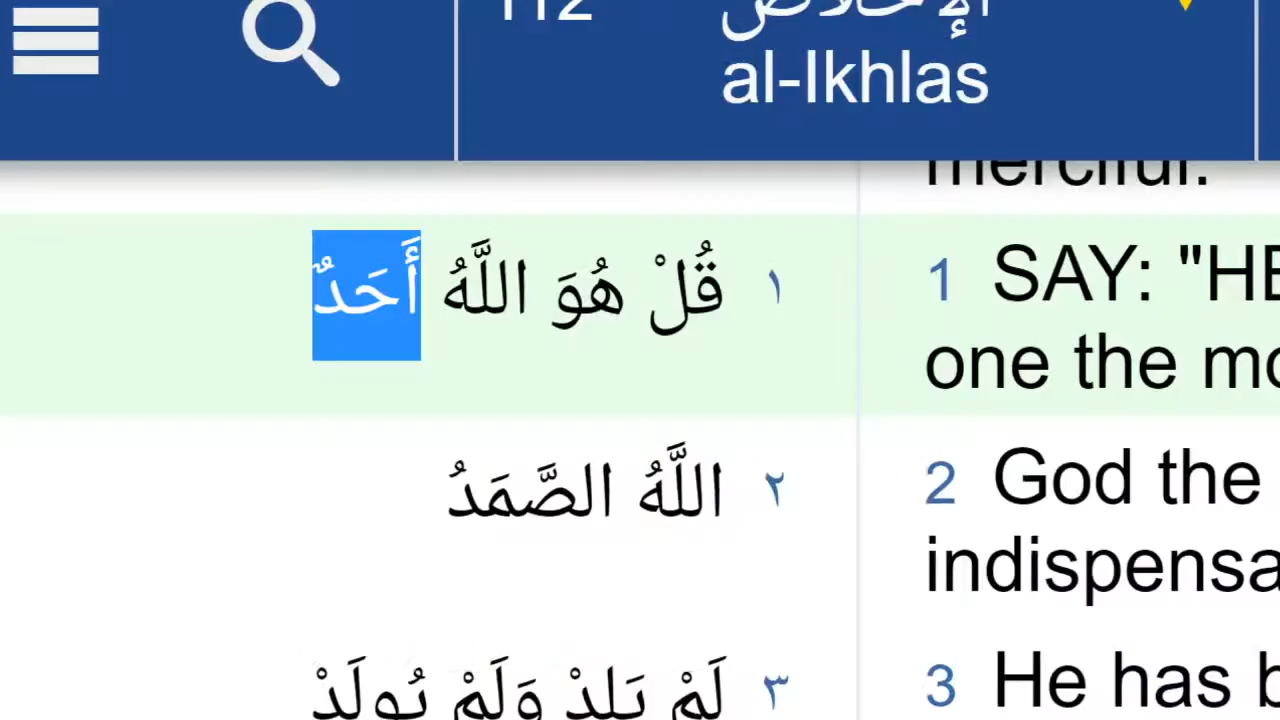 112
الإخلاص
al-Ikhlas
merciful.
١ قُلْ هُوَ اللَّهُ أَحَدٌ
1 SAY: "HE
one the mo
٢ اللَّهُ الصَّمَدُ
2 God the
indispensa
٣ لَمْ يَلِدْ وَلَمْ يُولَدْ
3 He has b